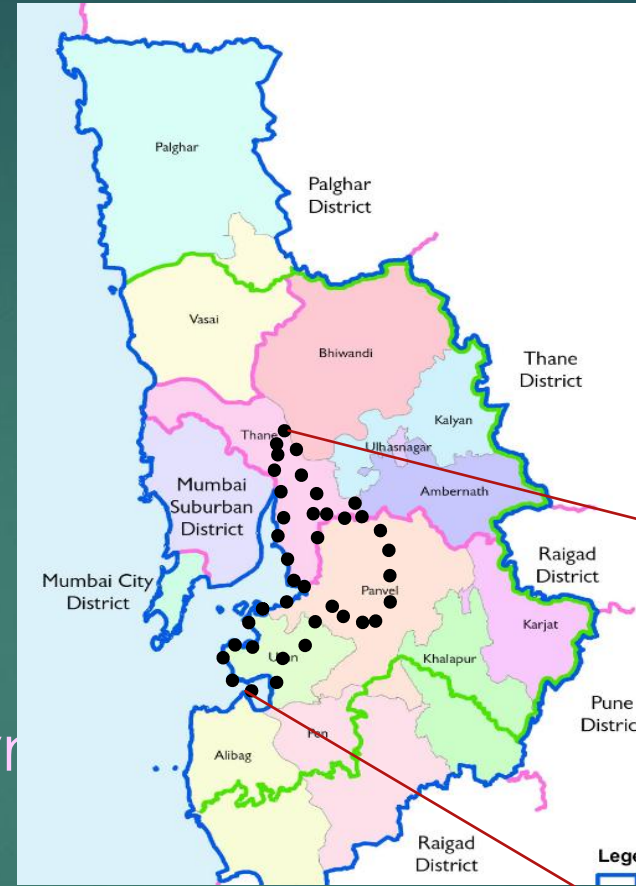 Palghar
Palghar
District
Vasai
Bhiwandi
Thane
District
Kalyan
Thane
Ulhasnagar
Ambernath
Mumbai
Suburban
District
Raigad
District
Mumbai City
District
Panvel
Karjat
Uran
Khalapur
Pune
Distric
Pen
Alibag
Raigad
District
Lege